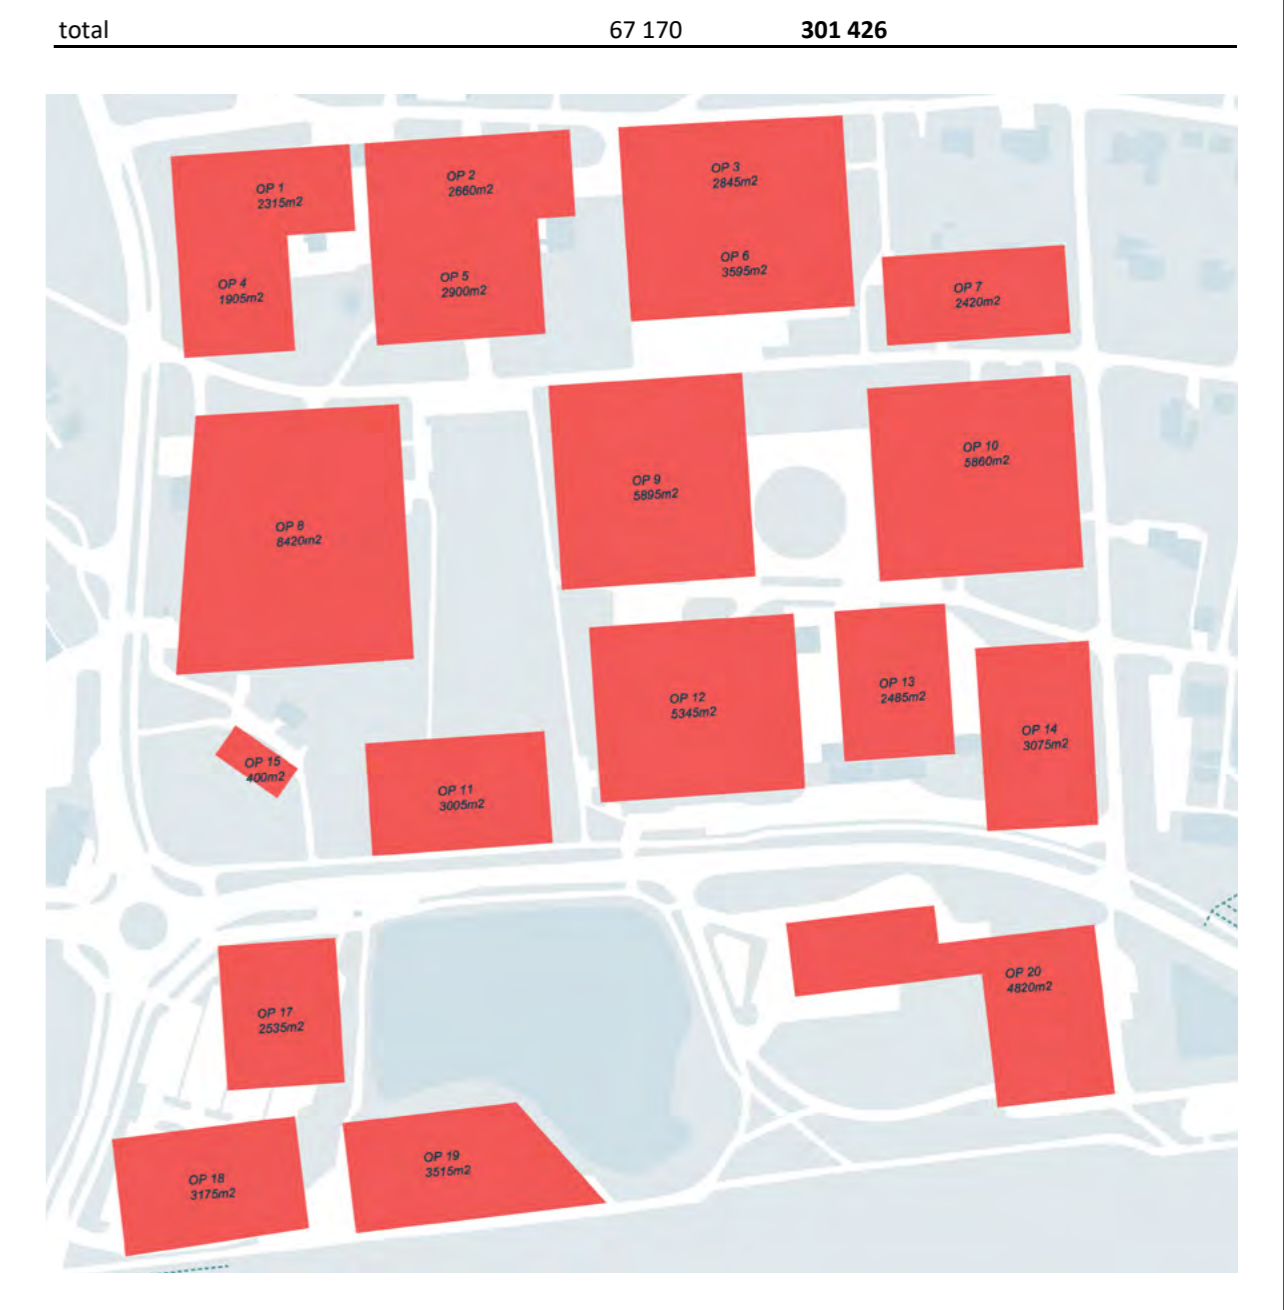 total 67 170 301 426
OP 1
2315m2
OP 2
2660m2
OP 3
2845m2
OP 4
1905m2
OP 5
2900m2
OP 6
3595m2
OP 7
2420m2
OP 8
8420m2
OP 9
5895m2
OP 10
5860m2
OP 12
5345m2
OP 13
2485m2
OP 14
3075m2
OP 15
400m2
OP 11
3005m2
OP 17
2535m2
OP 20
4820m2
OP 18
3175m2
OP 19
3515m2